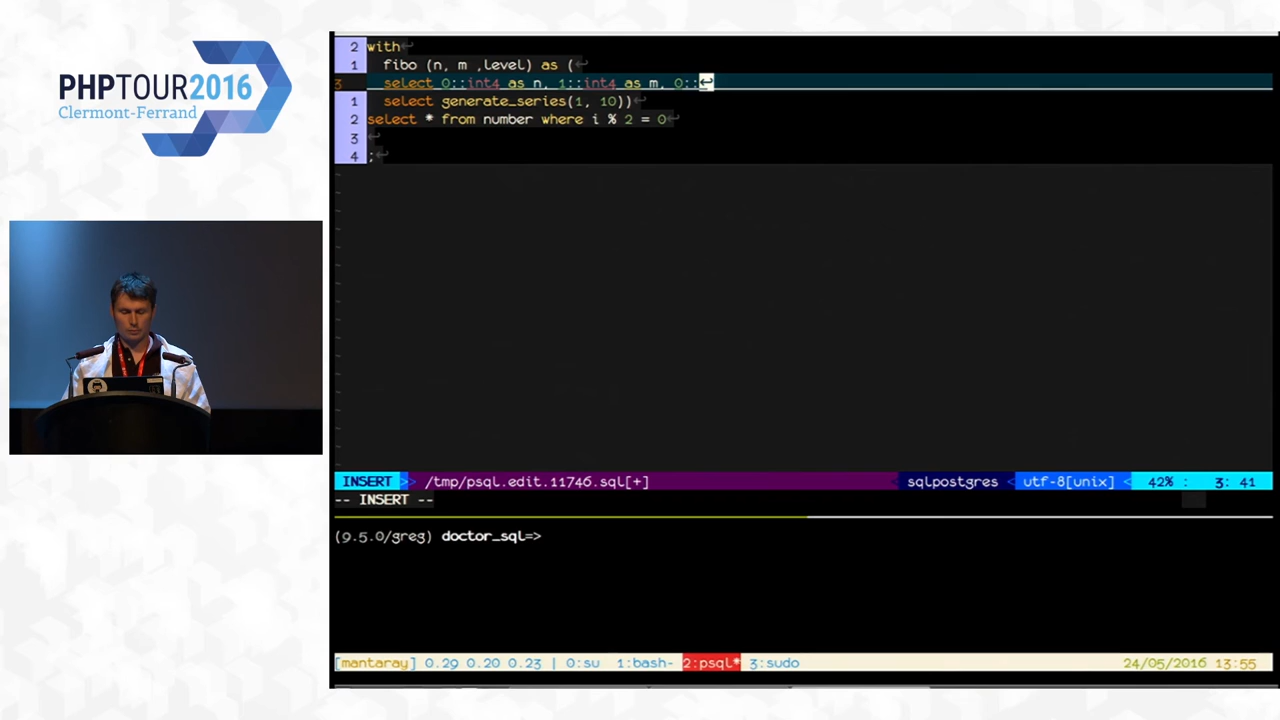 PHPTOUR2016
Clermont-Ferrand
2 with↩
1 fibo (n, m ,level) as (↩
3 select 0::int4 as n, 1::int4 as m, 0::↩
1 select generate_series(1, 10))↩
2 select * from number where i % 2 = 0↩
3 ↩
4 ;↩
INSERT >> /tmp/psql.edit.11746.sql[+] < sqlpostgres < utf-8[unix] < 42% : 3: 41
-- INSERT --
(9.5.0/greg) doctor_sql=>
[mantaray] 0.29 0.20 0.23 | 0:su 1:bash- 2:psql* 3:sudo 24/05/2016 13:55